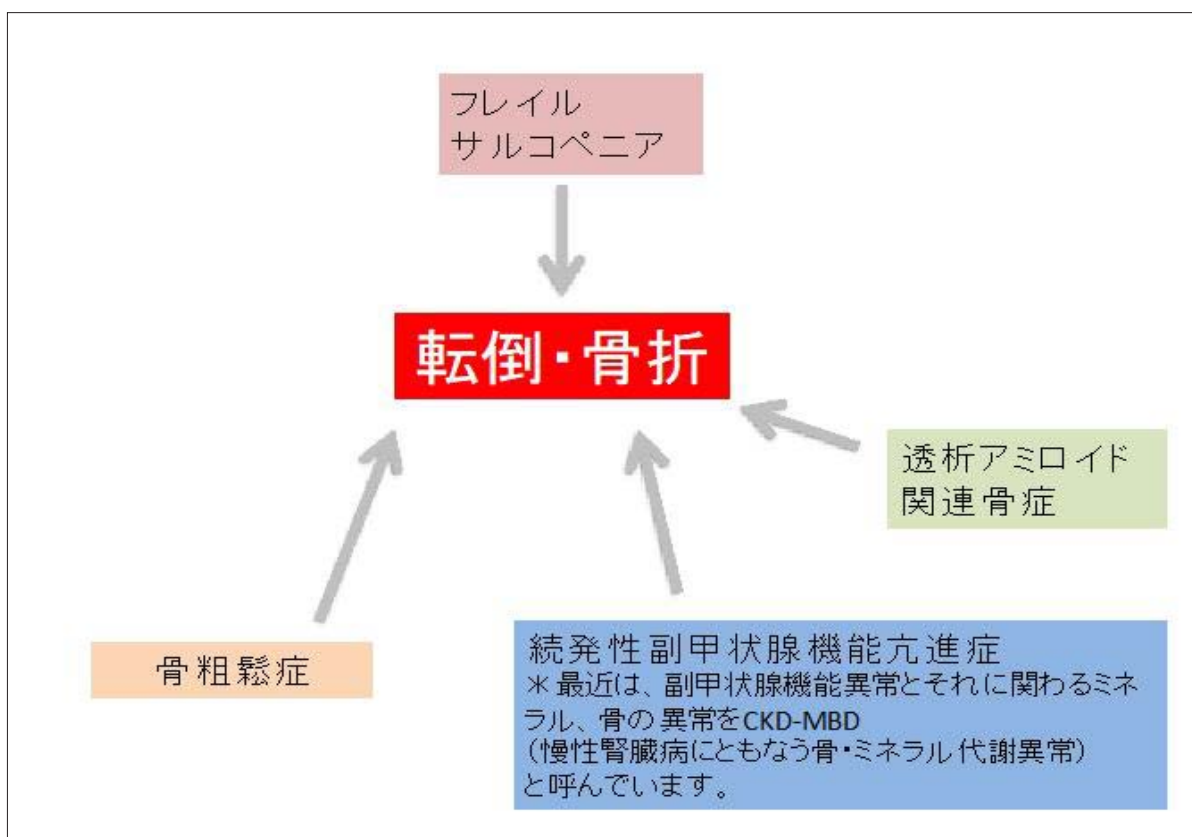 フレイル
サルコペニア
転倒・骨折
透析アミロイド
関連骨症
骨粗鬆症
続発性副甲状腺機能亢進症
＊最近は、副甲状腺機能異常とそれに関わるミネ
ラル、骨の異常をCKD-MBD
（慢性腎臓病にともなう骨・ミネラル代謝異常）
と呼んでいます。